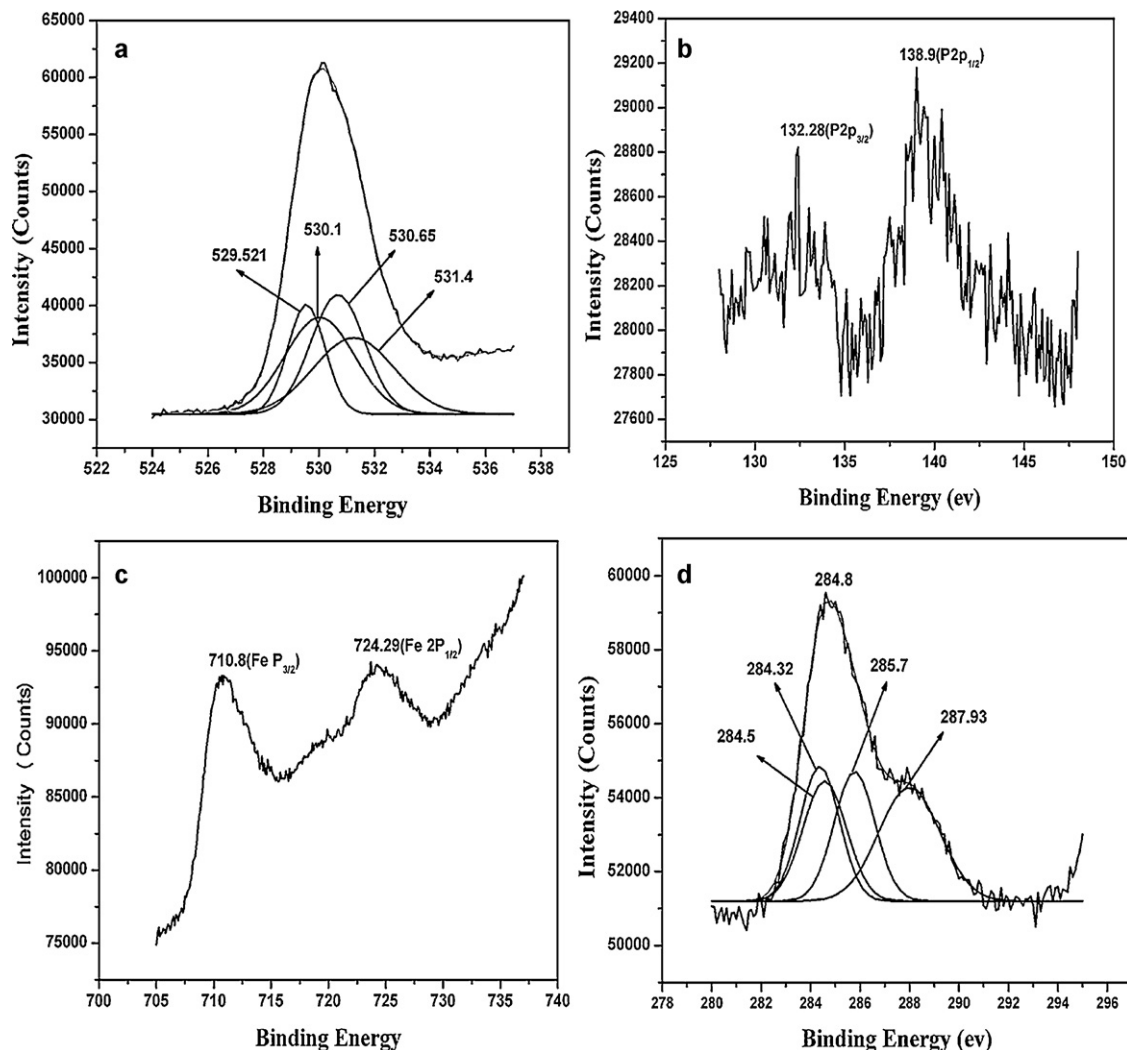 a
65000
60000
55000
50000
45000
40000
35000
30000
529.521
530.1
530.65
531.4
522 524 526 528 530 532 534 536 538
Binding Energy
Intensity (Counts)
b
29400
29200
29000
28800
28600
28400
28200
28000
27800
27600
132.28(P2p3/2)
138.9(P2p1/2)
125 130 135 140 145 150
Binding Energy (ev)
Intensity (Counts)
c
100000
95000
90000
85000
80000
75000
710.8(Fe P3/2)
724.29(Fe 2P1/2)
700 705 710 715 720 725 730 735 740
Binding Energy
Intensity ( Counts)
d
60000
58000
56000
54000
52000
50000
284.8
284.32
285.7
284.5
287.93
278 280 282 284 286 288 290 292 294 296
Binding Energy (ev)
Intensity (Counts)